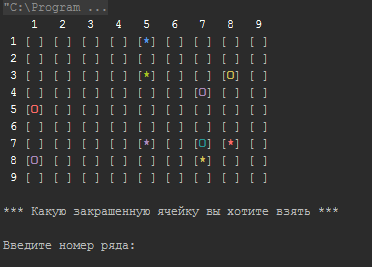 "C:\Program ...
1 2 3 4 5 6 7 8 9
1 [ ] [ ] [ ] [ ] [*] [ ] [ ] [ ] [ ]
2 [ ] [ ] [ ] [ ] [ ] [ ] [ ] [ ] [ ]
3 [ ] [ ] [ ] [ ] [*] [ ] [ ] [O] [ ]
4 [ ] [ ] [ ] [ ] [ ] [ ] [O] [ ] [ ]
5 [O] [ ] [ ] [ ] [ ] [ ] [ ] [ ] [ ]
6 [ ] [ ] [ ] [ ] [ ] [ ] [ ] [ ] [ ]
7 [ ] [ ] [ ] [ ] [*] [ ] [O] [*] [ ]
8 [O] [ ] [ ] [ ] [ ] [ ] [*] [ ] [ ]
9 [ ] [ ] [ ] [ ] [ ] [ ] [ ] [ ] [ ]
*** Какую закрашенную ячейку вы хотите взять ***
Введите номер ряда: